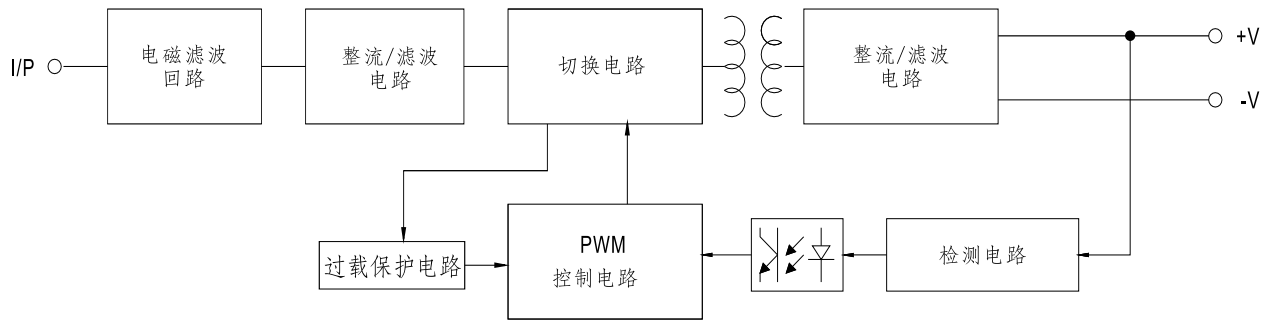 I/P
电磁滤波
回路
整流/滤波
电路
切换电路
整流/滤波
电路
+V
-V
过载保护电路
PWM
控制电路
检测电路